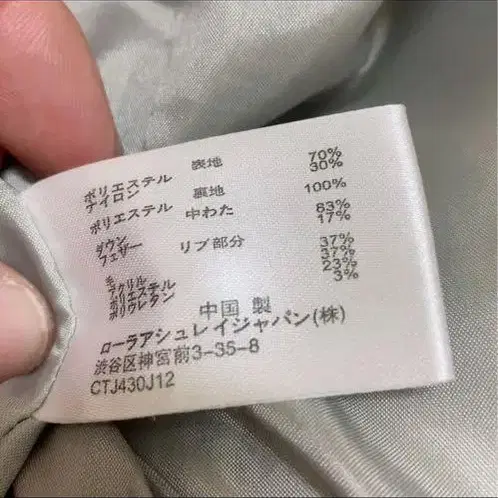 表地
ポリエステル 70%
ナイロン 30%
裏地
ポリエステル 100%
中わた
ダウン 83%
フェザー 17%
リブ部分
毛 37%
アクリル 37%
ポリエステル 23%
ポリウレタン 3%
中国 製
ローラアシュレイジャパン(株)
渋谷区神宮前3-35-8
CTJ430J12